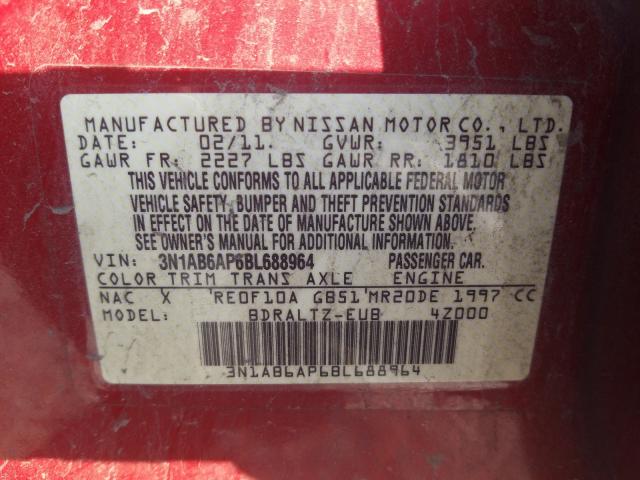 MANUFACTURED BY NISSAN MOTOR CO., LTD.
DATE: 02/11. GVWR: 3951 LBS
GAWR FR: 2227 LBS GAWR RR: 1810 LBS
THIS VEHICLE CONFORMS TO ALL APPLICABLE FEDERAL MOTOR
VEHICLE SAFETY, BUMPER AND THEFT PREVENTION STANDARDS
IN EFFECT ON THE DATE OF MANUFACTURE SHOWN ABOVE.
SEE OWNER'S MANUAL FOR ADDITIONAL INFORMATION.
VIN: 3N1AB6AP6BL688964 PASSENGER CAR.
COLOR TRIM TRANS AXLE ENGINE
NAC X RE0F10A GB51 MR20DE 1997 CC
MODEL: BDRALTZ-EUB 4Z000
3N1AB6AP6BL688964